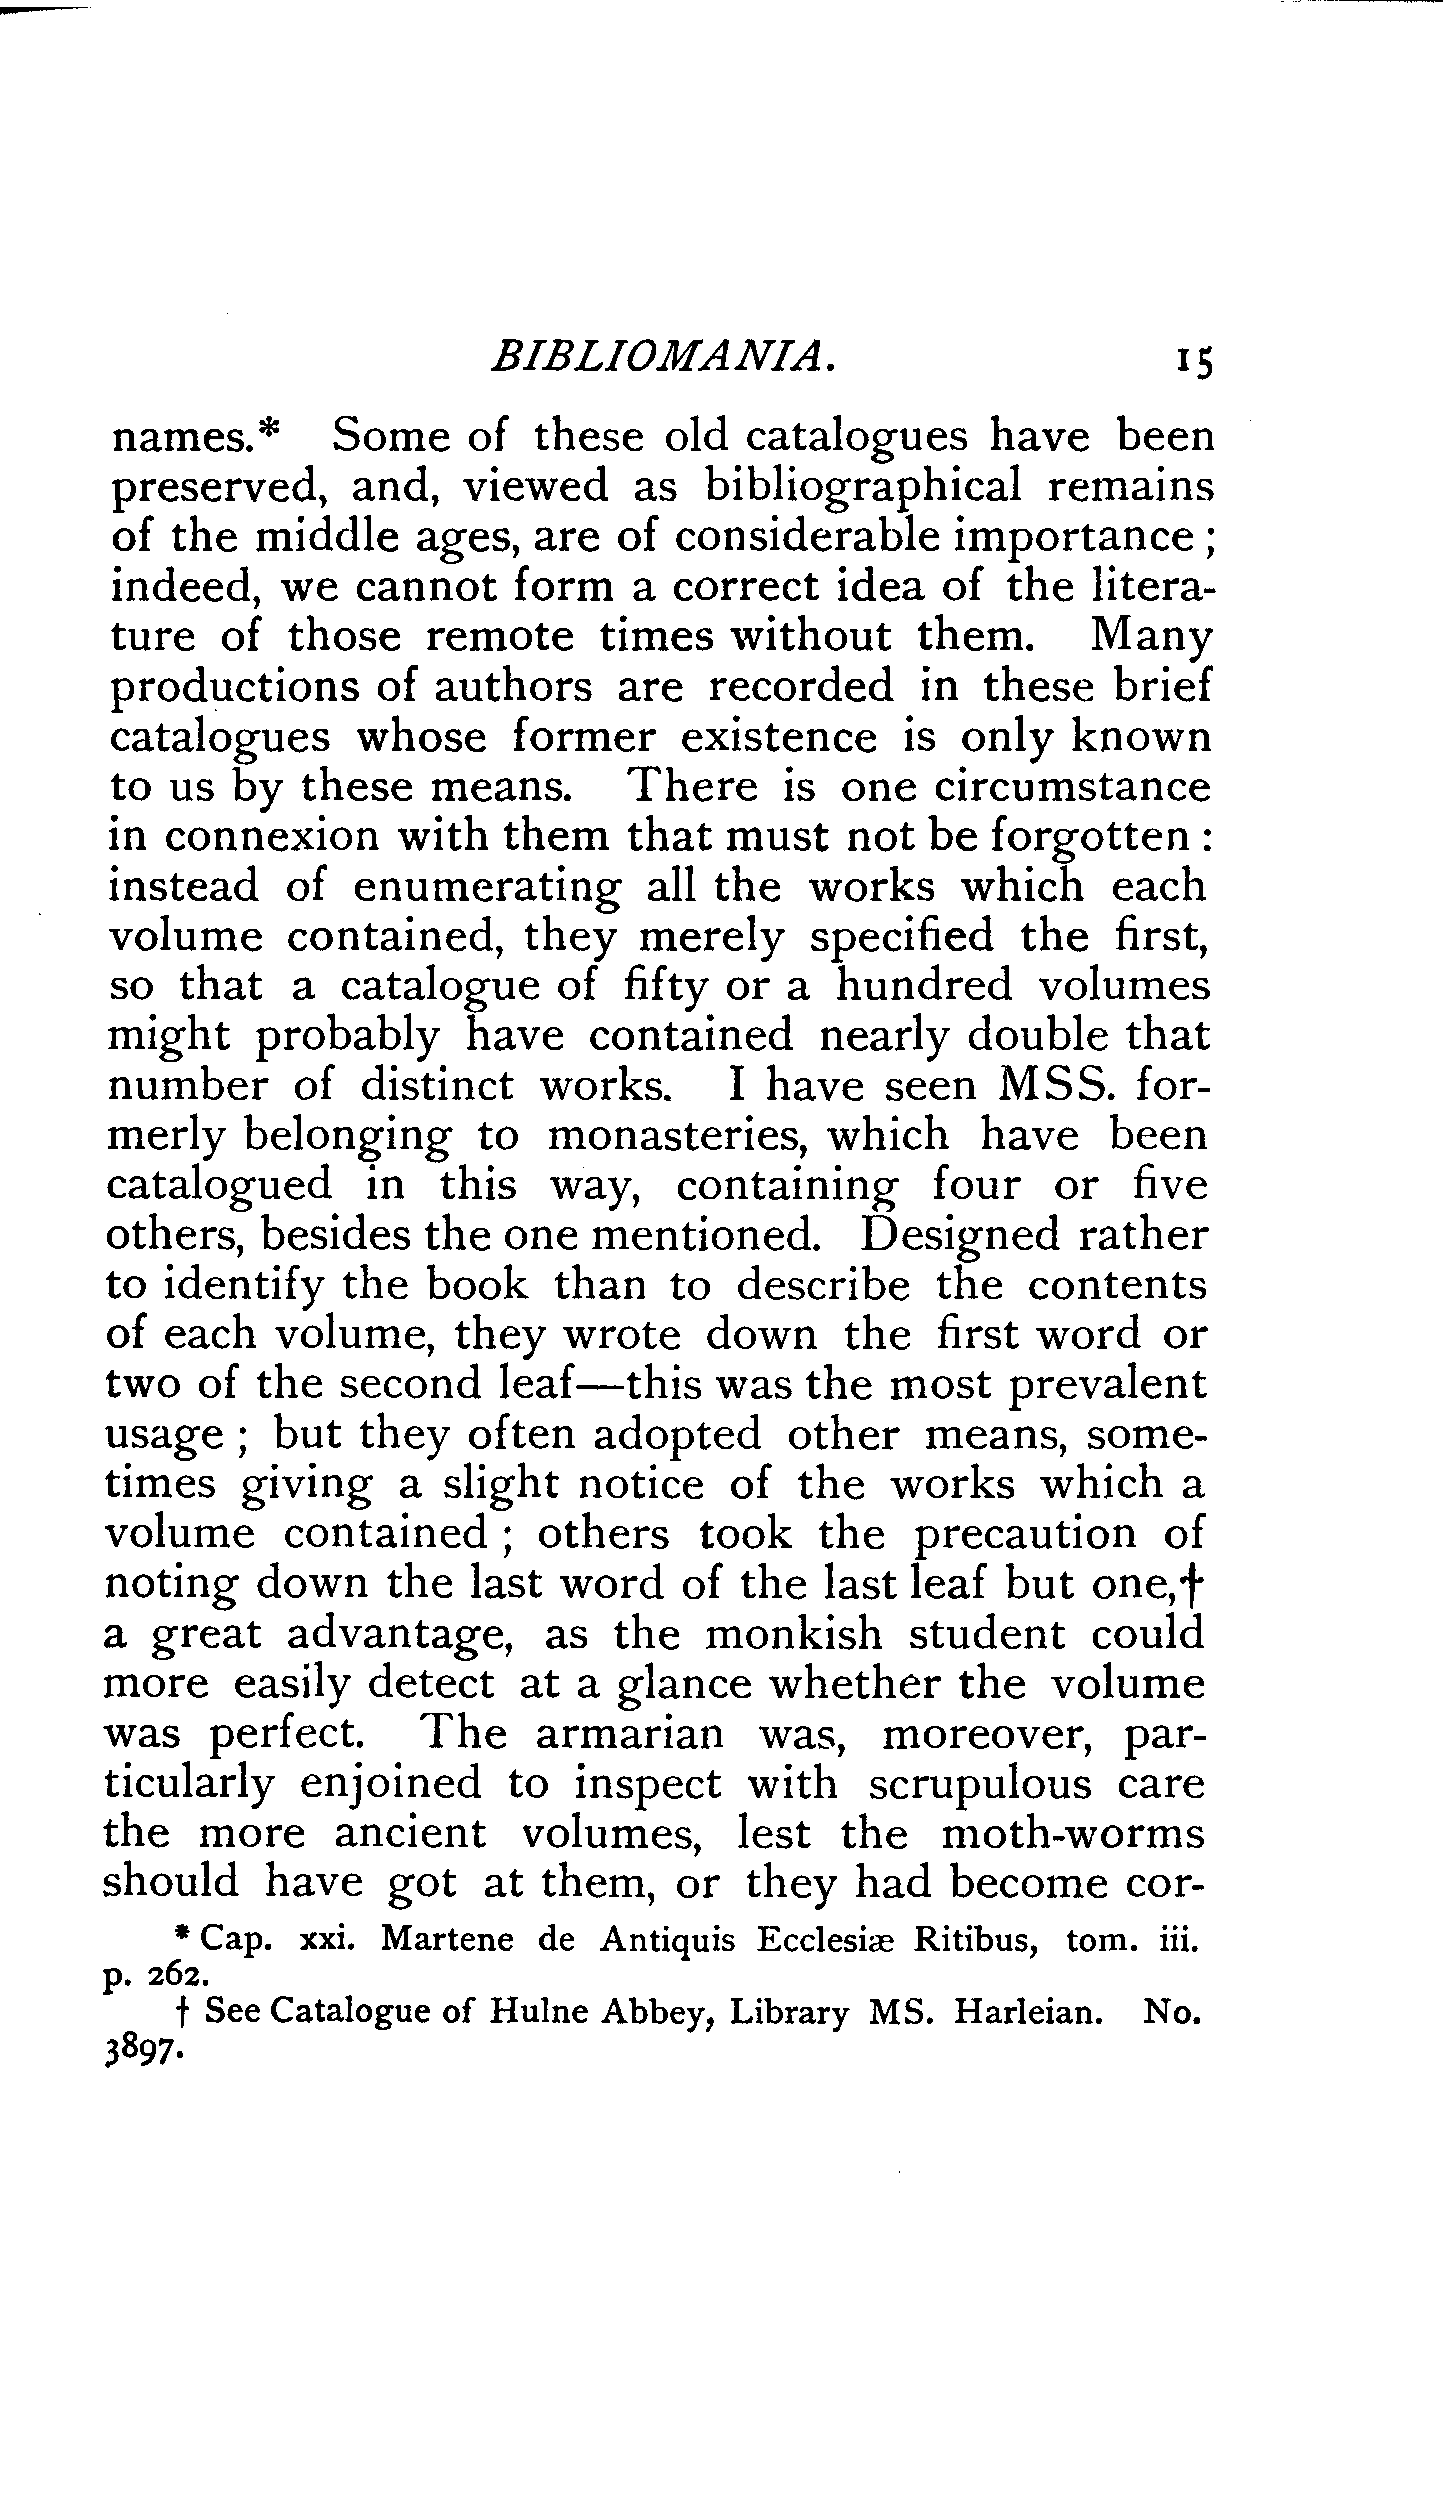 BIBLIOMANIA. 15
names.* Some of these old catalogues have been
preserved, and, viewed as bibliographical remains
of the middle ages, are of considerable importance ;
indeed, we cannot form a correct idea of the litera-
ture of those remote times without them. Many
productions of authors are recorded in these brief
catalogues whose former existence is only known
to us by these means. There is one circumstance
in connexion with them that must not be forgotten :
instead of enumerating all the works which each
volume contained, they merely specified the first,
so that a catalogue of fifty or a hundred volumes
might probably have contained nearly double that
number of distinct works. I have seen MSS. for-
merly belonging to monasteries, which have been
catalogued in this way, containing four or five
others, besides the one mentioned. Designed rather
to identify the book than to describe the contents
of each volume, they wrote down the first word or
two of the second leaf—this was the most prevalent
usage ; but they often adopted other means, some-
times giving a slight notice of the works which a
volume contained ; others took the precaution of
noting down the last word of the last leaf but one,†
a great advantage, as the monkish student could
more easily detect at a glance whether the volume
was perfect. The armarian was, moreover, par-
ticularly enjoined to inspect with scrupulous care
the more ancient volumes, lest the moth-worms
should have got at them, or they had become cor-
* Cap. xxi. Martene de Antiquis Ecclesiæ Ritibus, tom. iii.
p. 262.
† See Catalogue of Hulne Abbey, Library MS. Harleian. No.
3897.